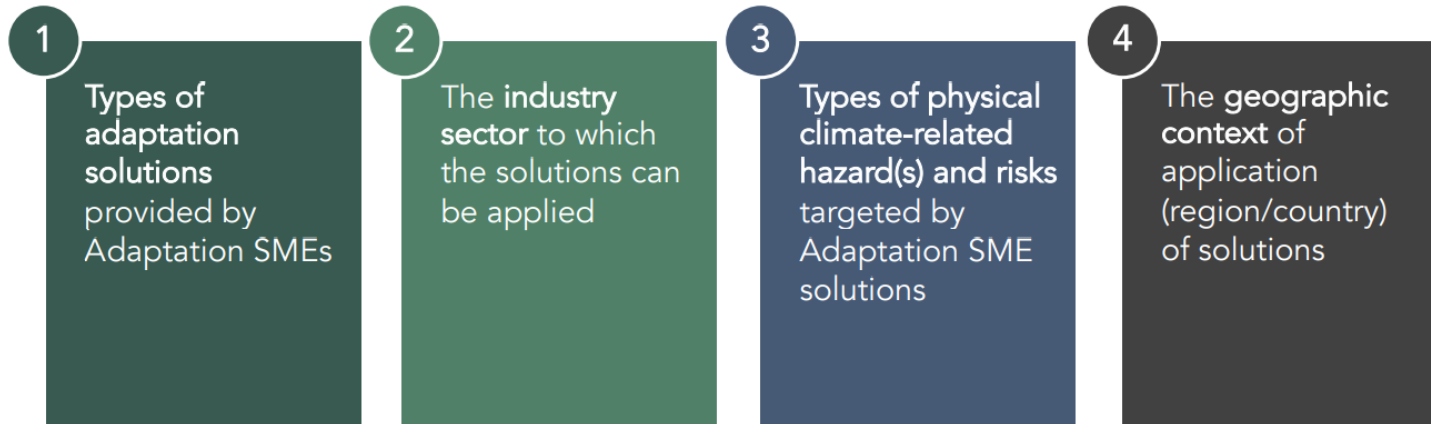 1
Types of
adaptation
solutions
provided by
Adaptation SMEs
2
The industry
sector to which
the solutions can
be applied
3
Types of physical
climate-related
hazard(s) and risks
targeted by
Adaptation SME
solutions
4
The geographic
context of
application
(region/country)
of solutions